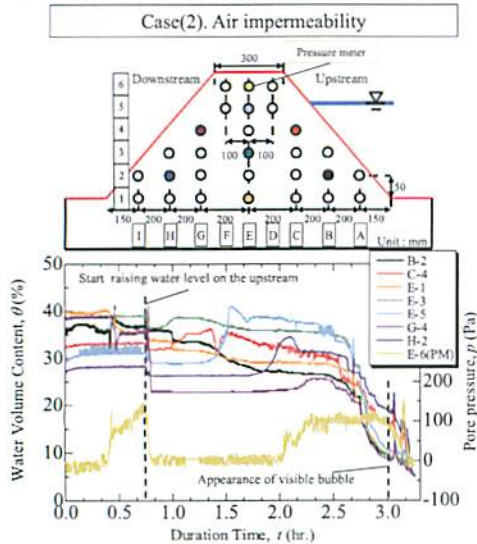 Case(2). Air impermeability
300
Pressure meter
Downstream
Upstream
6
5
4
3
2
1
100
100
50
150
200
200
200
200
200
200
150
I
H
G
F
E
D
C
B
A
Unit : mm
Water Volume Content, θ(%)
50
40
30
20
10
0
Start raising water level on the upstream
B-2
C-4
E-1
E-3
E-5
G-4
H-2
E-6(PM)
Pore pressure, p (Pa)
200
100
0
-100
Appearance of visible bubble
0.0
0.5
1.0
1.5
2.0
2.5
3.0
Duration Time, t (hr.)